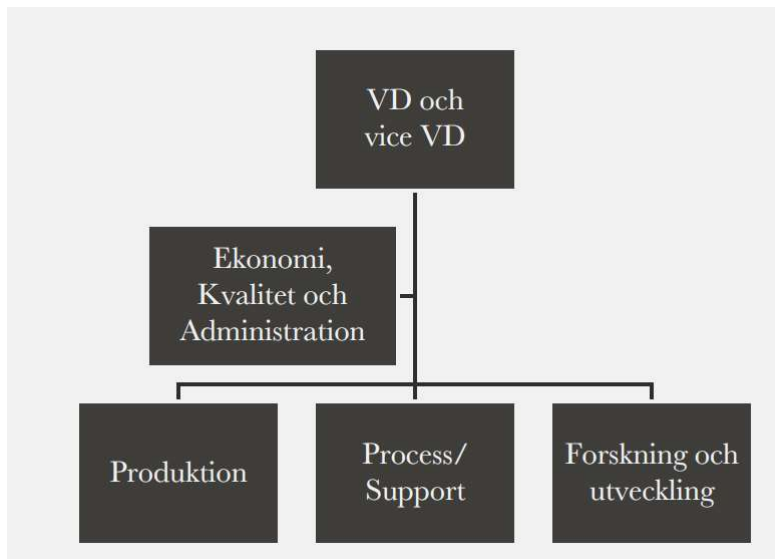 VD och
vice VD
Ekonomi,
Kvalitet och
Administration
Produktion
Process/
Support
Forskning och
utveckling